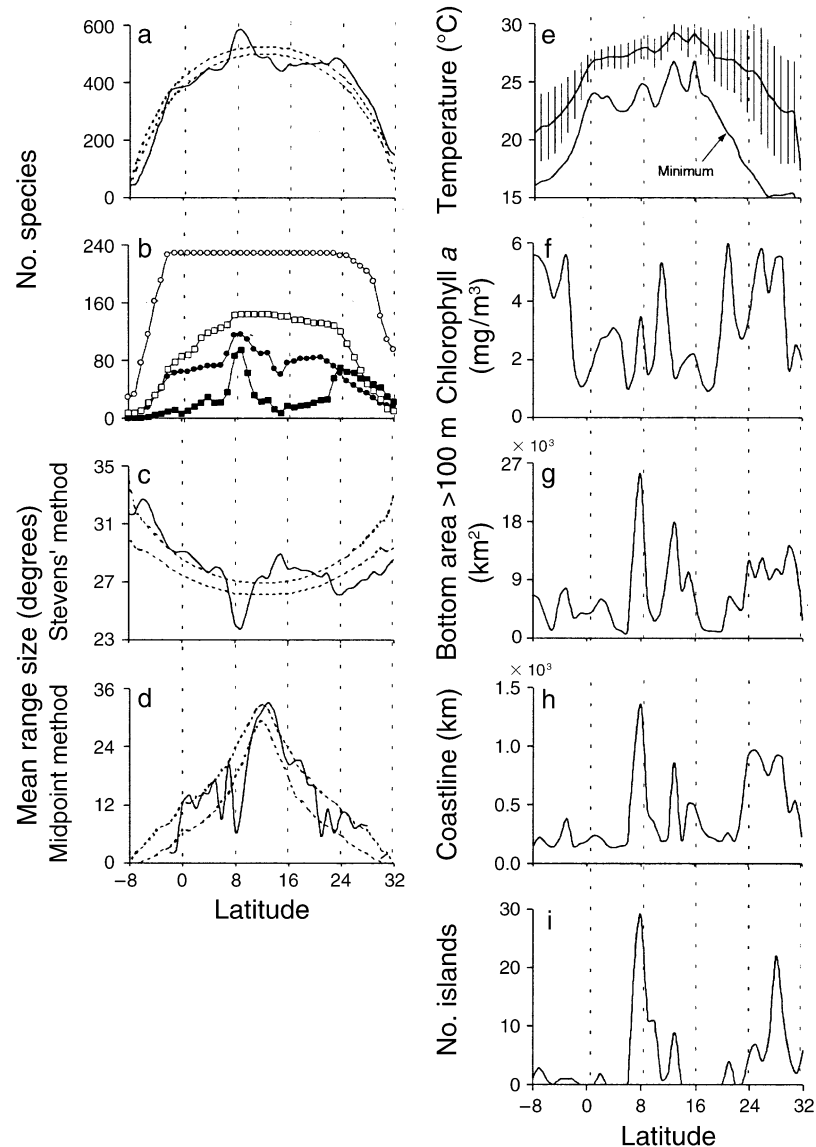 No. species
a
600
400
200
0
b
240
160
80
0
Mean range size (degrees)
Stevens' method
c
35
31
27
23
Midpoint method
d
36
24
12
0
−8 0 8 16 24 32
Latitude
Temperature (°C)
e
30
25
20
15
Minimum
Chlorophyll a
(mg/m³)
f
6
4
2
0
Bottom area >100 m
(km²)
g
× 10³
27
18
9
0
Coastline (km)
h
× 10³
1.5
1.0
0.5
0.0
No. islands
i
30
20
10
0
−8 0 8 16 24 32
Latitude